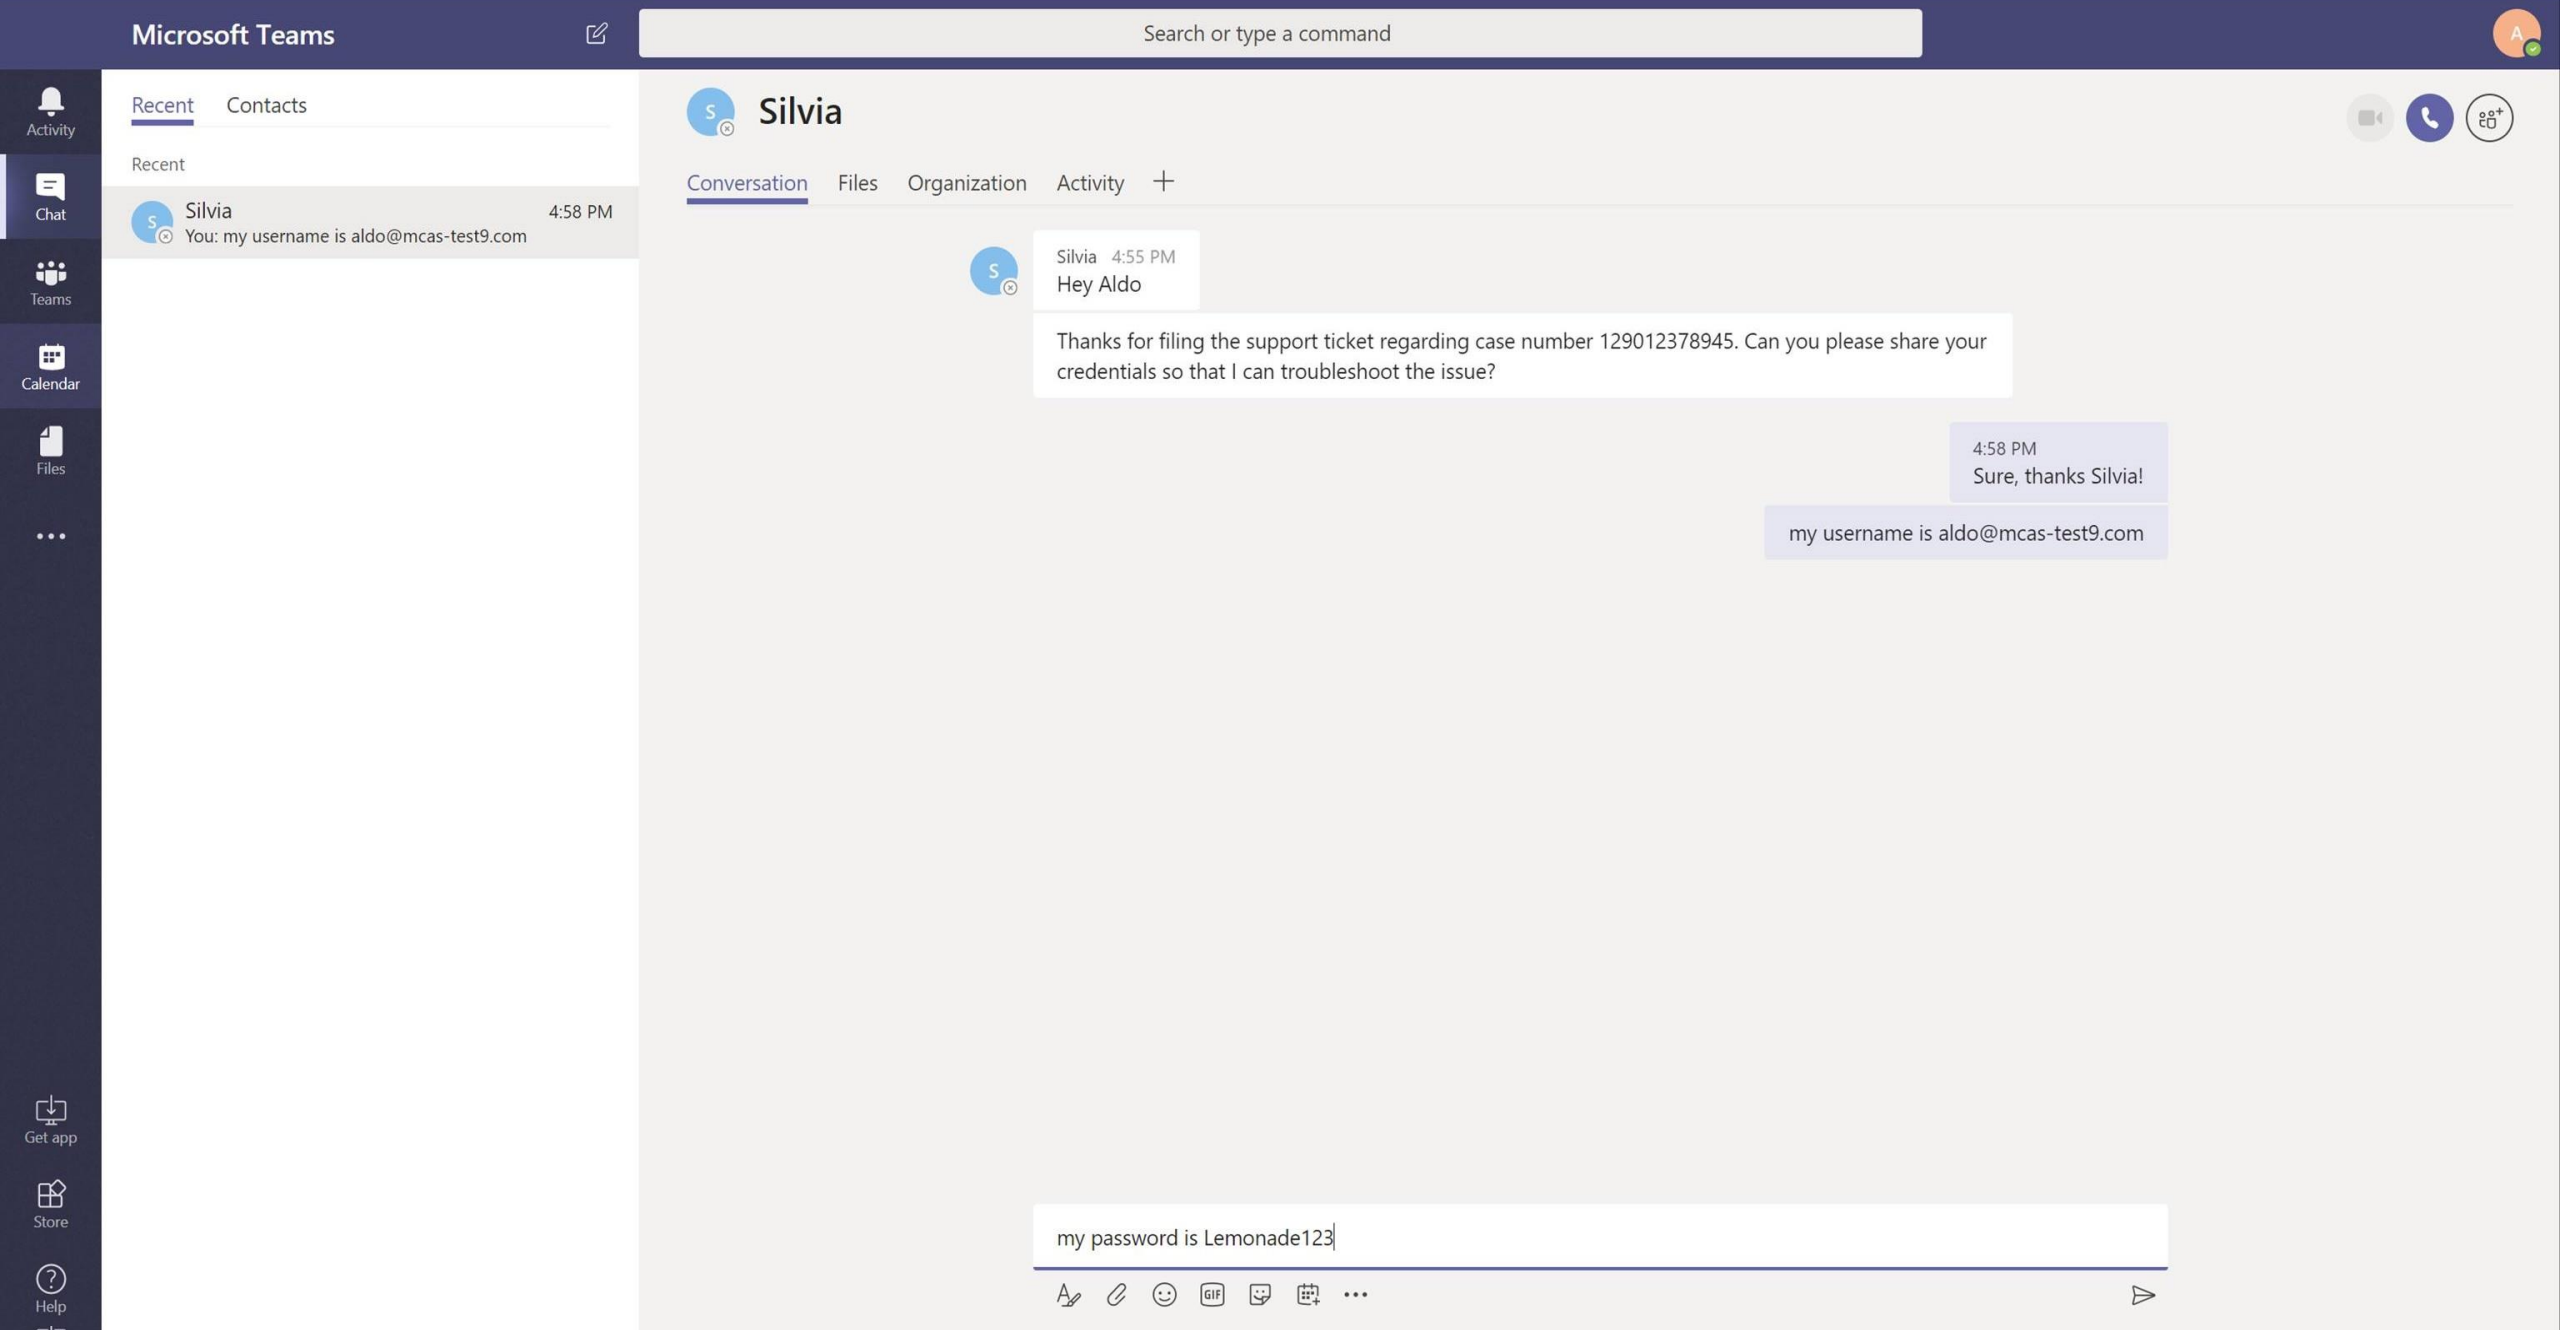 Microsoft Teams
Search or type a command
A
Activity
Chat
Teams
Calendar
Files
Get app
Store
Help
Recent
Contacts
Recent
S
Silvia
4:58 PM
You: my username is aldo@mcas-test9.com
S
Silvia
Conversation
Files
Organization
Activity
S
Silvia 4:55 PM
Hey Aldo
Thanks for filing the support ticket regarding case number 129012378945. Can you please share your
credentials so that I can troubleshoot the issue?
4:58 PM
Sure, thanks Silvia!
my username is aldo@mcas-test9.com
my password is Lemonade123
GIF